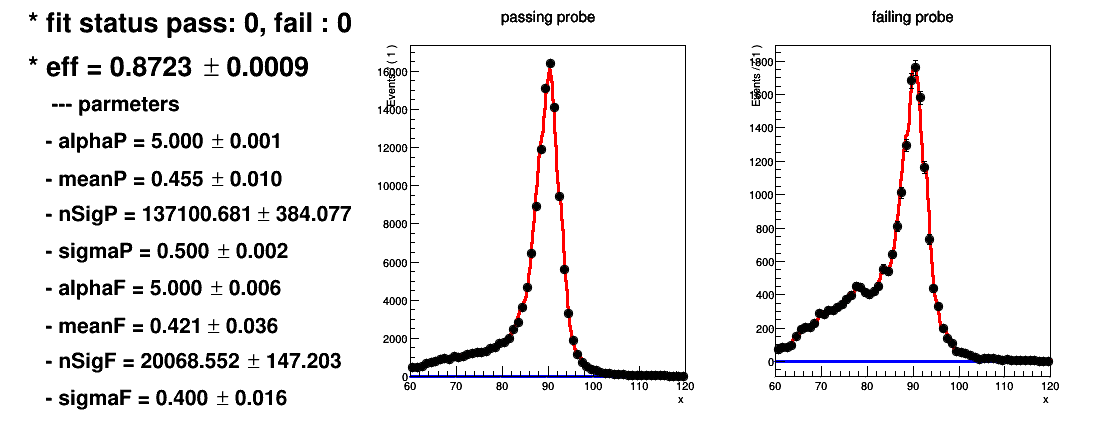 * fit status pass: 0, fail : 0
* eff = 0.8723 ± 0.0009
--- parmeters
- alphaP = 5.000 ± 0.001
- meanP = 0.455 ± 0.010
- nSigP = 137100.681 ± 384.077
- sigmaP = 0.500 ± 0.002
- alphaF = 5.000 ± 0.006
- meanF = 0.421 ± 0.036
- nSigF = 20068.552 ± 147.203
- sigmaF = 0.400 ± 0.016
passing probe
16000
14000
12000
10000
8000
6000
4000
2000
0
60 70 80 90 100 110 120
x
failing probe
Events / ( 1 )
1800
1600
1400
1200
1000
800
600
400
200
0
60 70 80 90 100 110 120
x